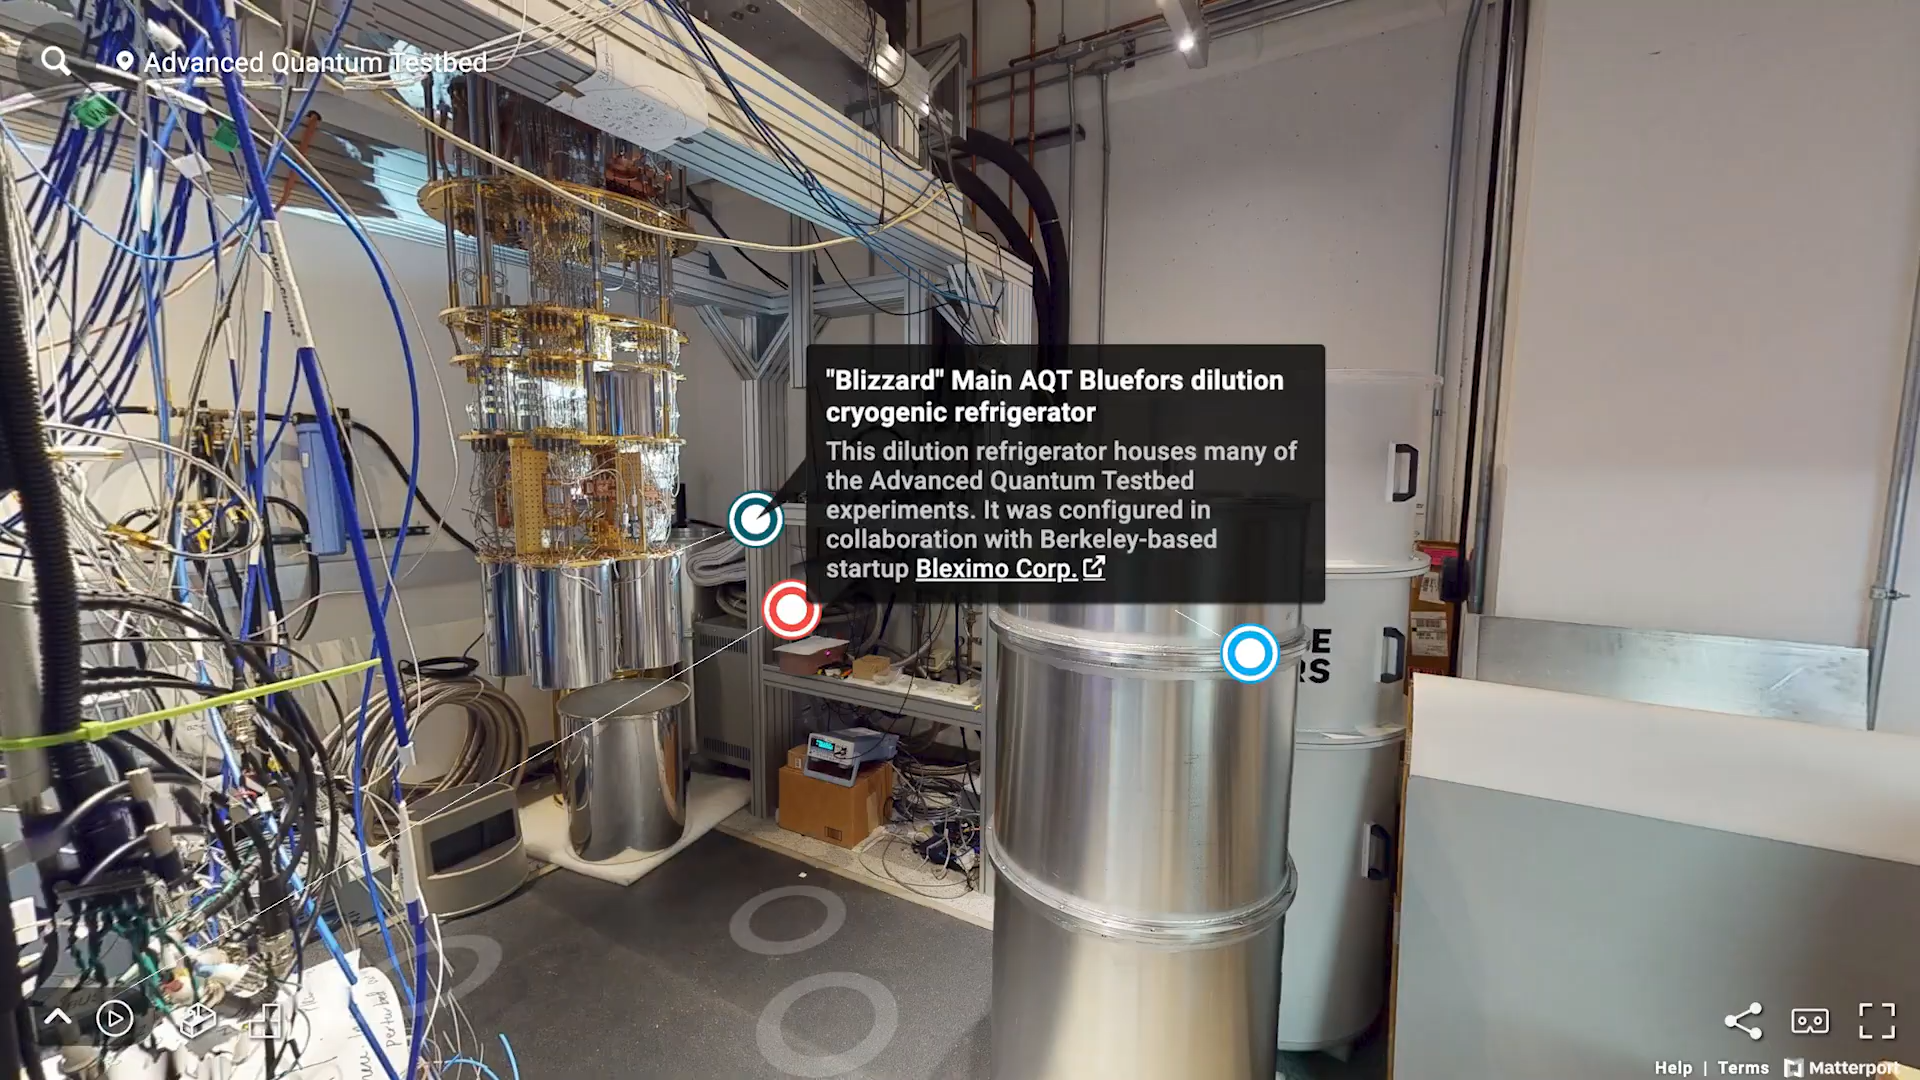 Advanced Quantum Testbed
"Blizzard" Main AQT Bluefors dilution
cryogenic refrigerator
This dilution refrigerator houses many of
the Advanced Quantum Testbed
experiments. It was configured in
collaboration with Berkeley-based
startup Bleximo Corp.
Help | Terms Matterport